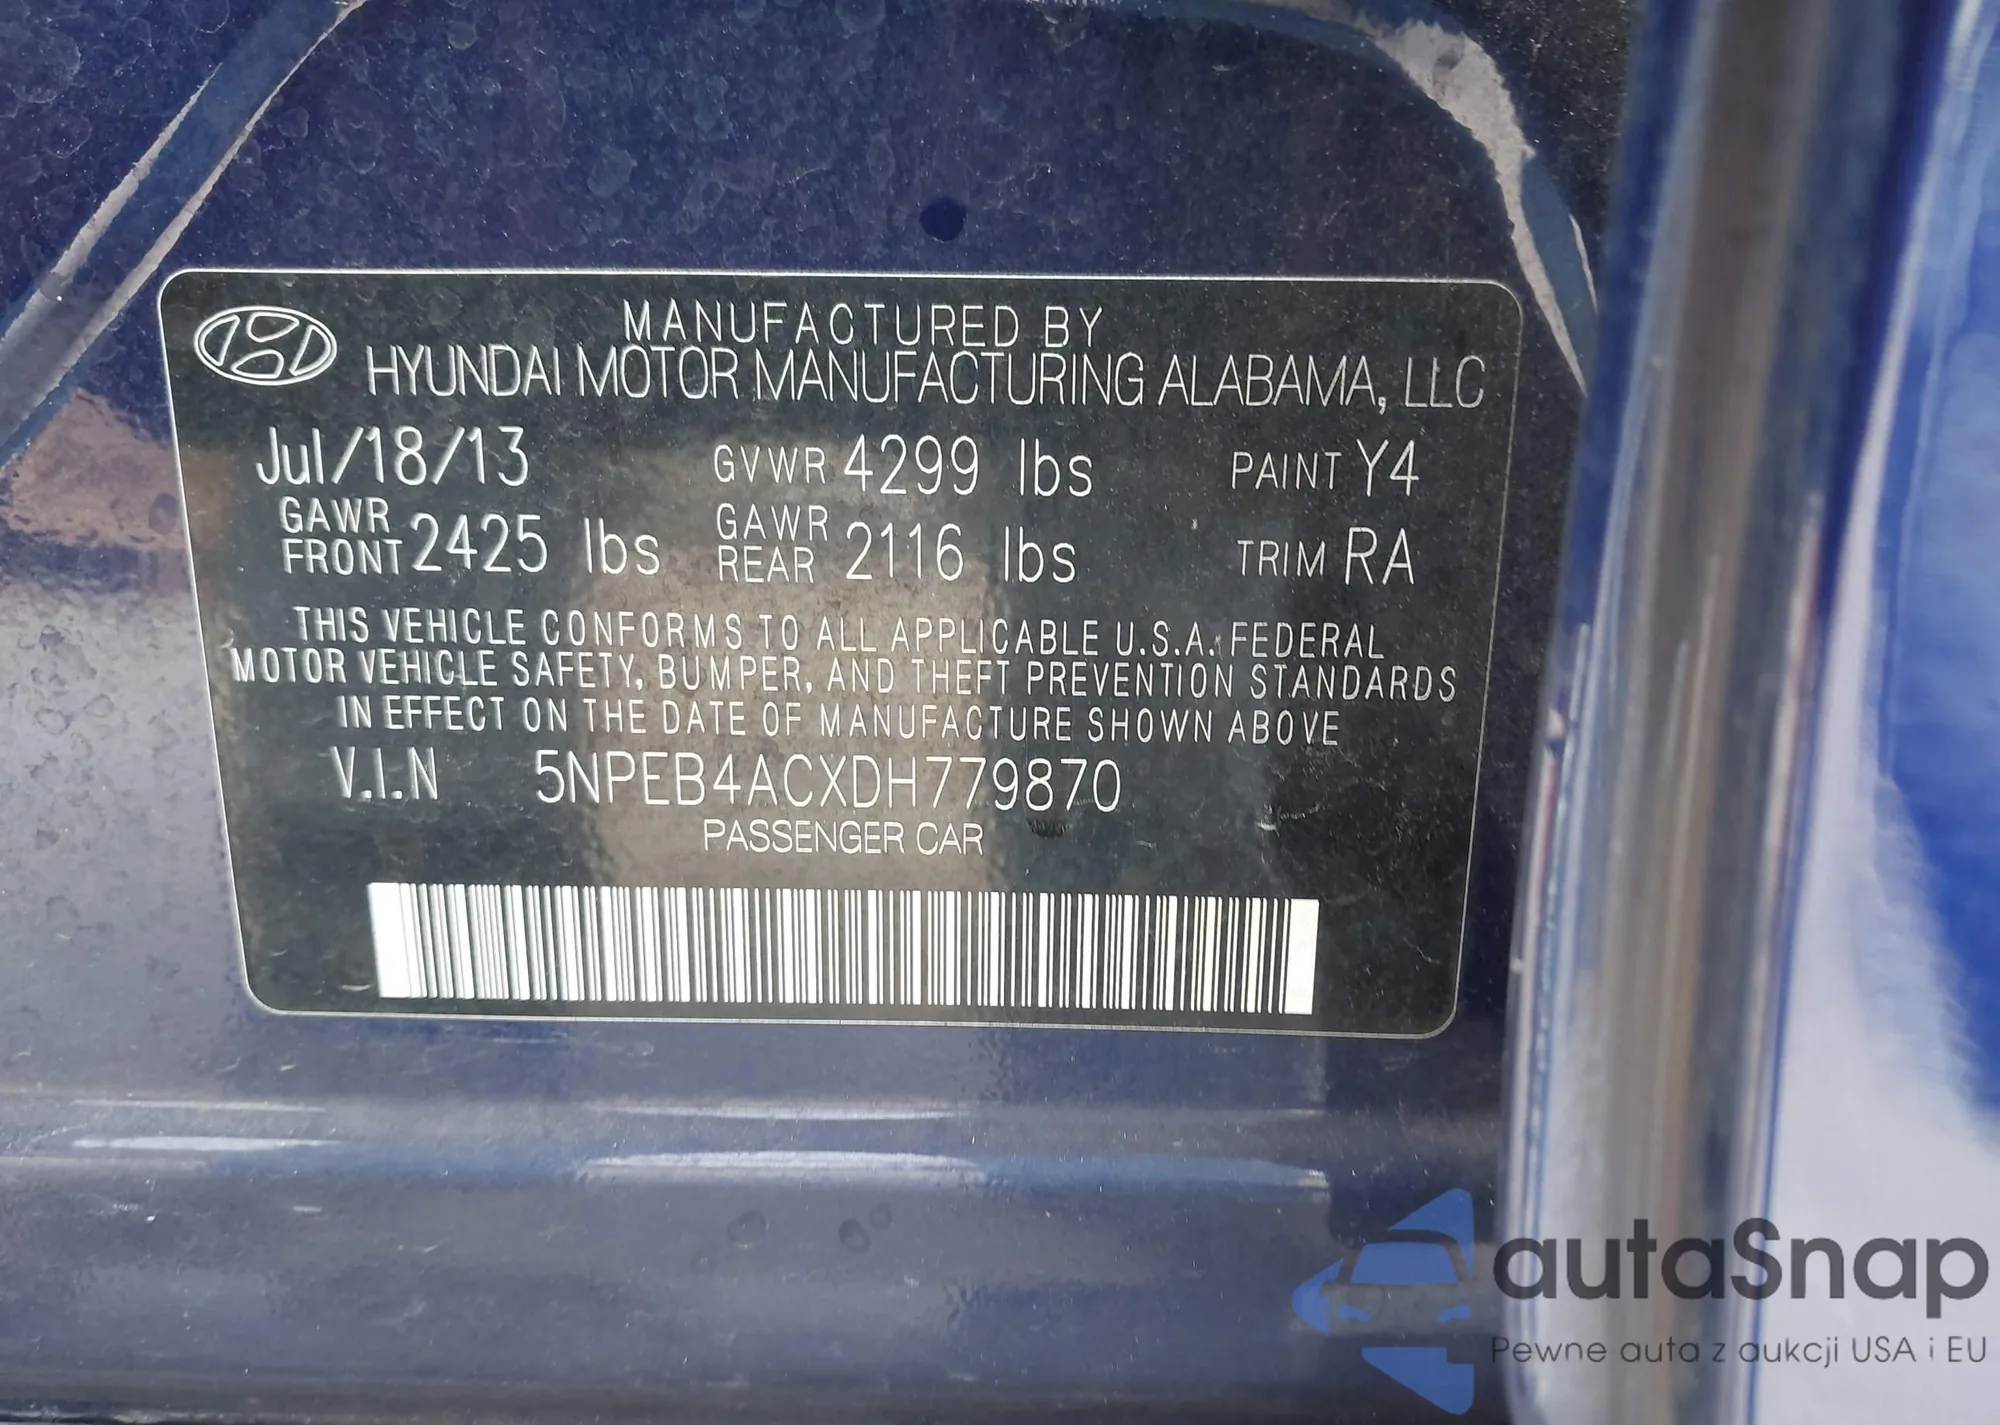 MANUFACTURED BY
HYUNDAI MOTOR MANUFACTURING ALABAMA, LLC
Jul/18/13 GVWR 4299 lbs PAINT Y4
GAWR FRONT 2425 lbs GAWR REAR 2116 lbs TRIM RA
THIS VEHICLE CONFORMS TO ALL APPLICABLE U.S.A. FEDERAL
MOTOR VEHICLE SAFETY, BUMPER, AND THEFT PREVENTION STANDARDS
IN EFFECT ON THE DATE OF MANUFACTURE SHOWN ABOVE
V.I.N 5NPEB4ACXDH779870
PASSENGER CAR
autaSnap
Pewne auta z aukcji USA i EU